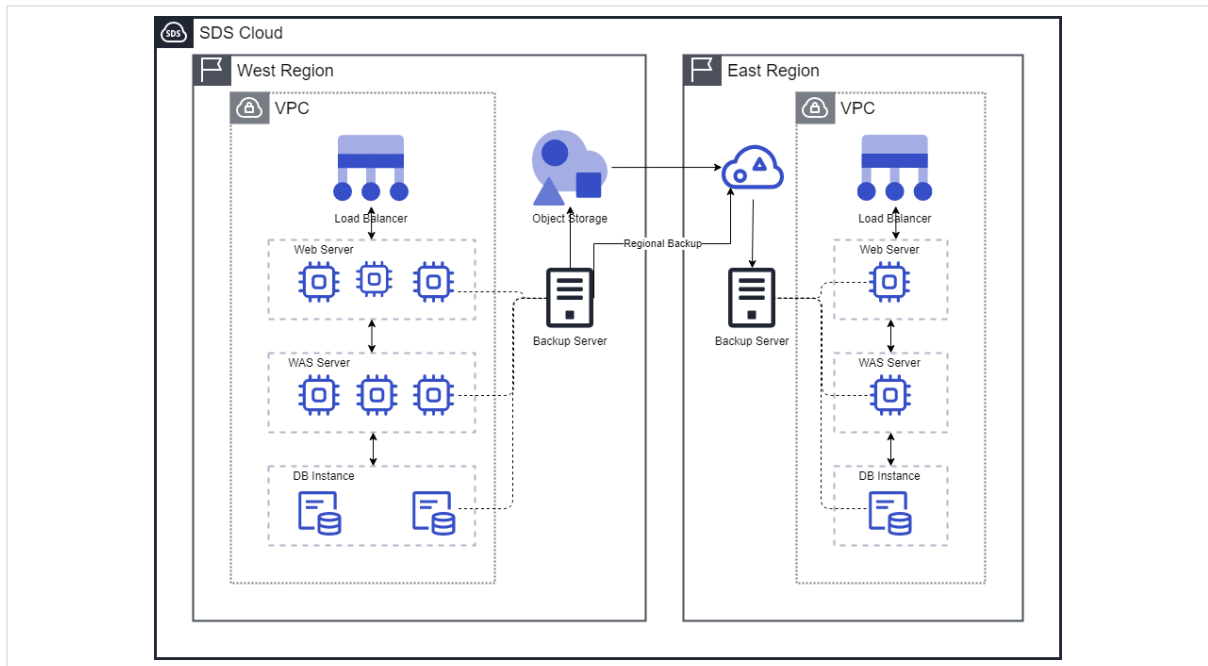 SDS
SDS Cloud
West Region
East Region
VPC
VPC
Load Balancer
Object Storage
Load Balancer
Regional Backup
Web Server
Web Server
Backup Server
Backup Server
WAS Server
WAS Server
DB Instance
DB Instance